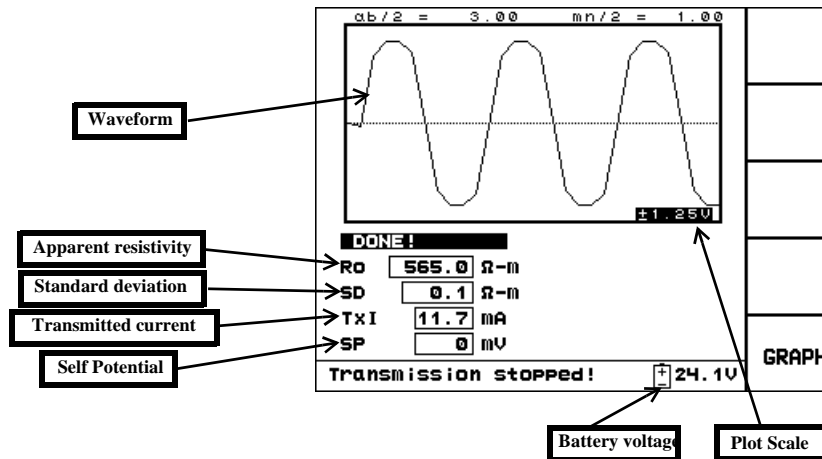 ab/2 = 3.00 mn/2 = 1.00
Waveform
±1.25V
DONE!
Apparent resistivity
Ro 565.0 Ω-m
Standard deviation
SD 0.1 Ω-m
Transmitted current
TxI 11.7 mA
Self Potential
SP 0 mV
GRAPH
Transmission stopped! 24.1V
Battery voltage
Plot Scale